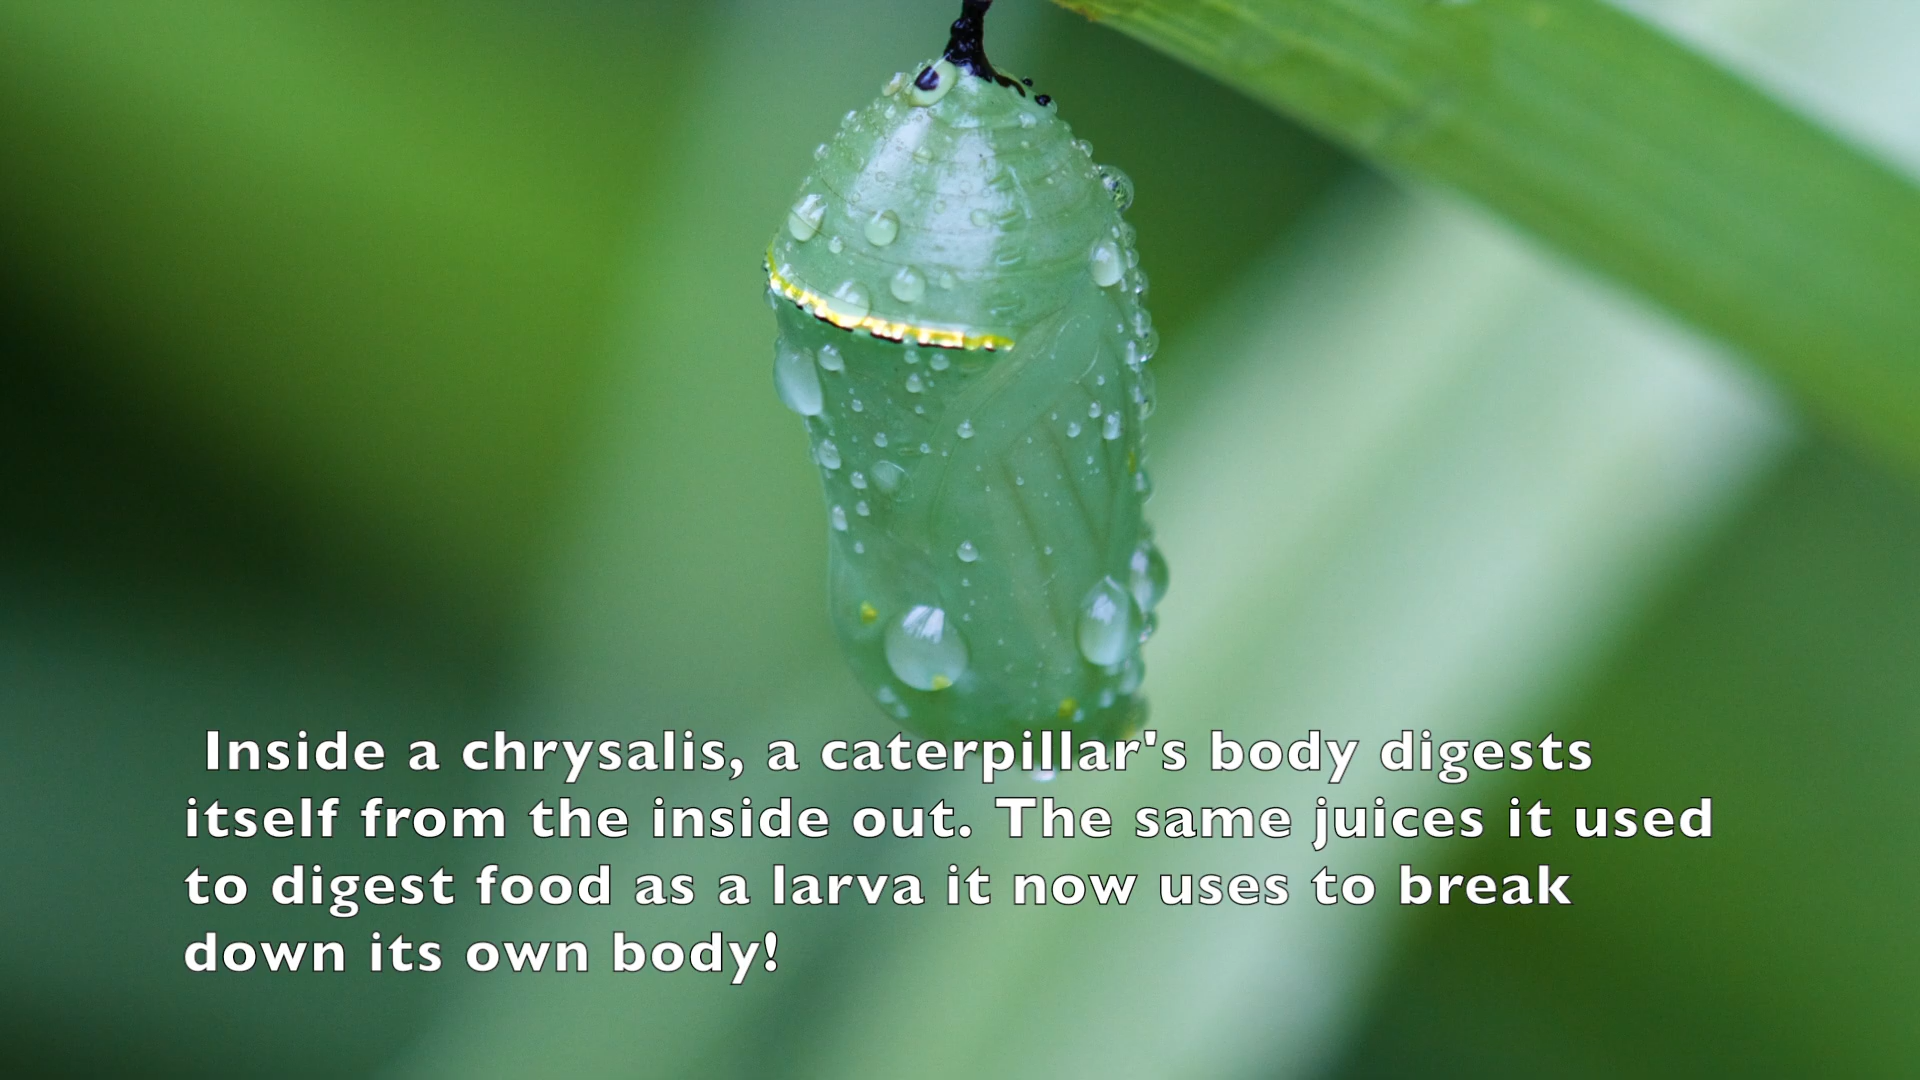 Inside a chrysalis, a caterpillar's body digests
itself from the inside out. The same juices it used
to digest food as a larva it now uses to break
down its own body!